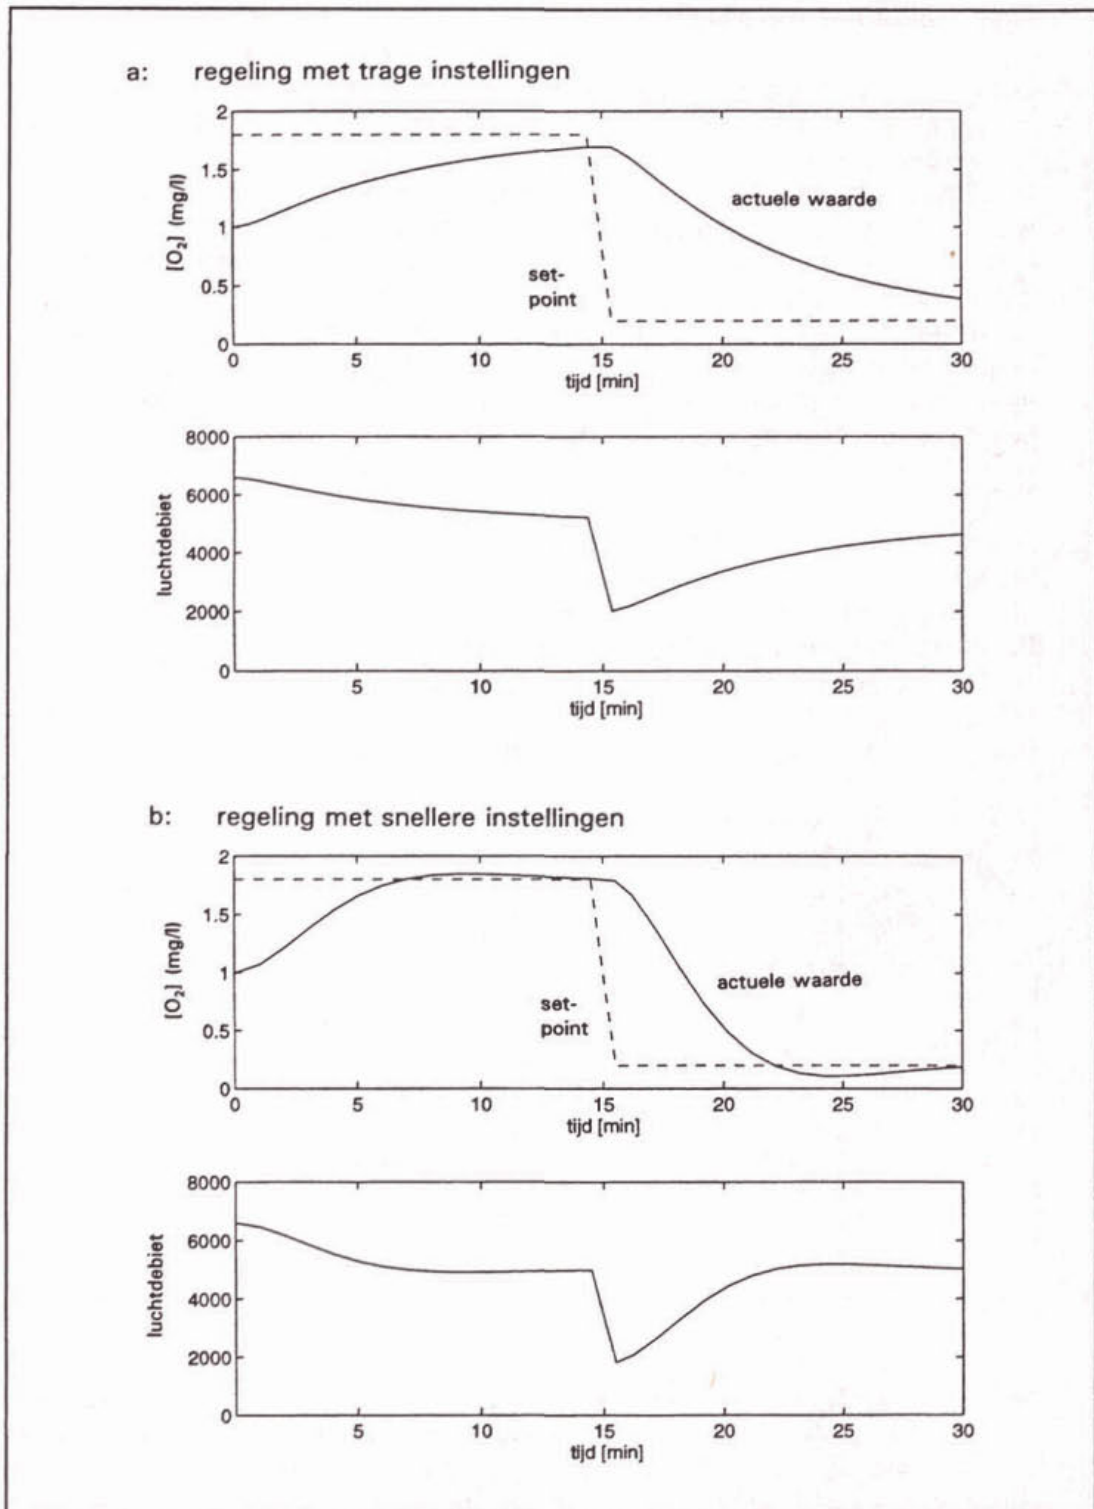 a: regeling met trage instellingen
2
1.5
1
0.5
0
[O₂] (mg/l)
actuele waarde
set-
point
0 5 10 15 20 25 30
tijd [min]
8000
6000
4000
2000
0
luchtdebiet
5 10 15 20 25 30
tijd [min]
b: regeling met snellere instellingen
2
1.5
1
0.5
0
[O₂] (mg/l)
actuele waarde
set-
point
0 5 10 15 20 25 30
tijd [min]
8000
6000
4000
2000
0
luchtdebiet
5 10 15 20 25 30
tijd [min]